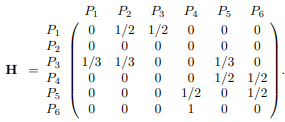 P₁ P₂ P₃ P₄ P₅ P₆
P₁ 0 1/2 1/2 0 0 0
P₂ 0 0 0 0 0 0
H = P₃ 1/3 1/3 0 0 1/3 0
P₄ 0 0 0 0 1/2 1/2
P₅ 0 0 0 1/2 0 1/2
P₆ 0 0 0 1 0 0 .